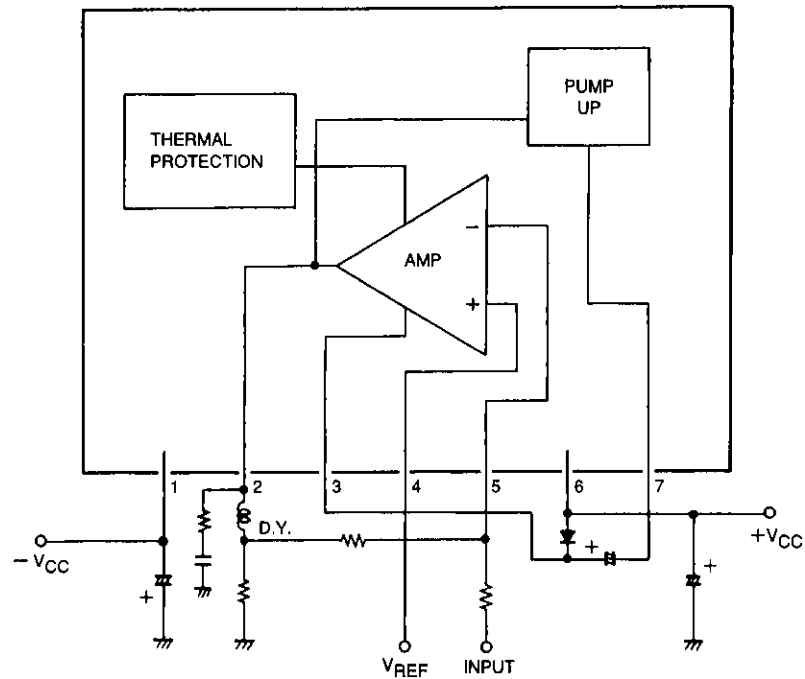 PUMP
UP
THERMAL
PROTECTION
−
AMP
+
1 2 3 4 5 6 7
D.Y.
+
+VCC
− VCC
+
+
VREF INPUT